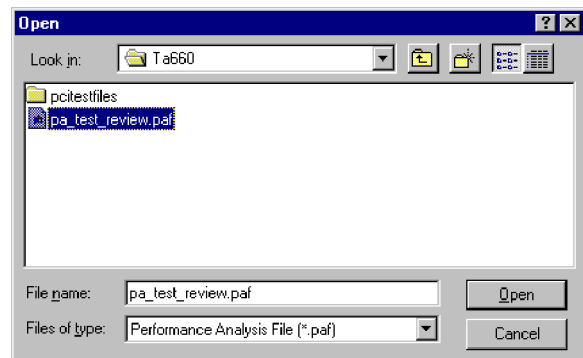 Open
Look in: Ta660
pcitestfiles
pa_test_review.paf
File name: pa_test_review.paf Open
Files of type: Performance Analysis File (*.paf) Cancel